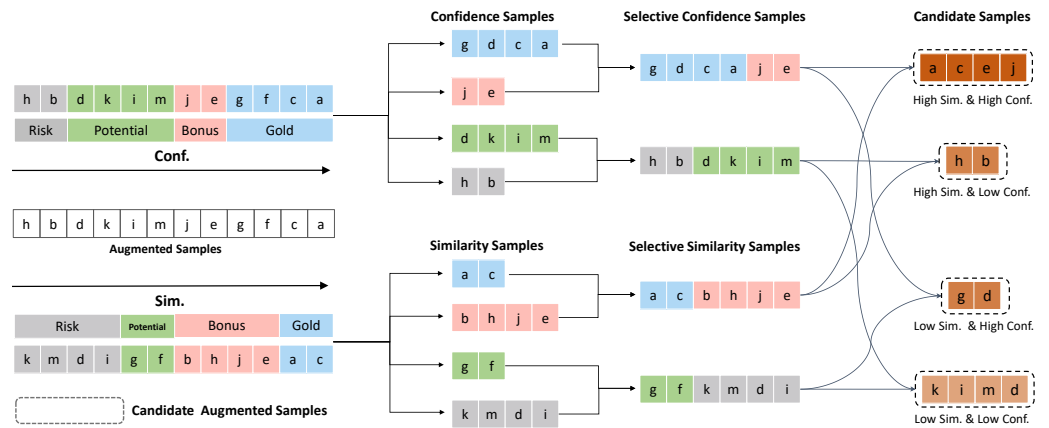 Confidence Samples
Selective Confidence Samples
Candidate Samples
g d c a
g d c a j e
a c e j
High Sim. & High Conf.
h b d k i m j e g f c a
j e
Risk Potential Bonus Gold
Conf.
d k i m
h b d k i m
h b
High Sim. & Low Conf.
h b
h b d k i m j e g f c a
Augmented Samples
Similarity Samples
Selective Similarity Samples
a c
Sim.
a c b h j e
g d
Low Sim. & High Conf.
b h j e
Risk Potential Bonus Gold
k m d i g f b h j e a c
g f
g f k m d i
k i m d
Low Sim. & Low Conf.
k m d i
Candidate Augmented Samples